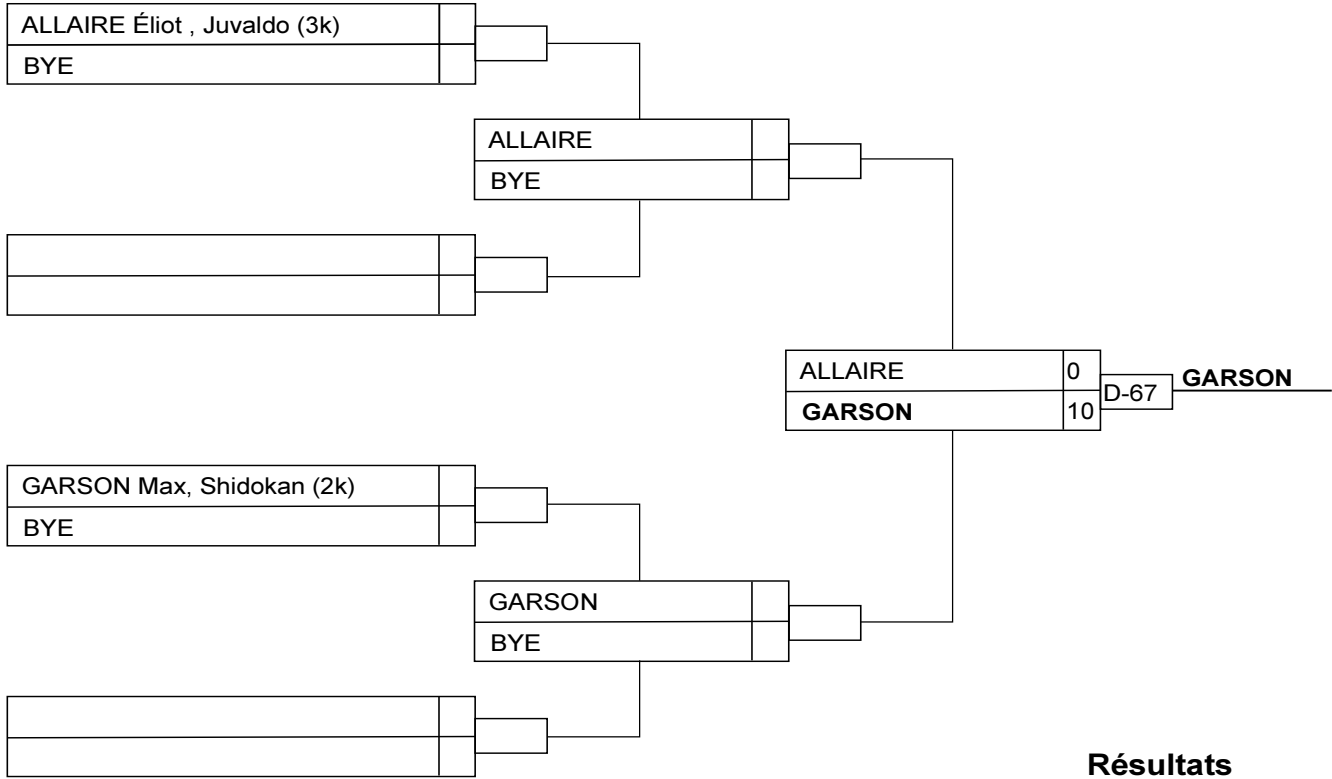 ALLAIRE Éliot , Juvaldo (3k)
BYE
ALLAIRE
BYE
ALLAIRE 0
GARSON 10
D-67
GARSON
GARSON Max, Shidokan (2k)
BYE
GARSON
BYE
Résultats